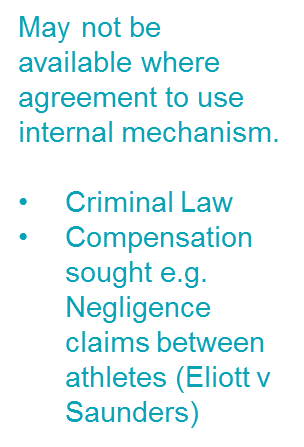 May not be
available where
agreement to use
internal mechanism.
• Criminal Law
• Compensation
sought e.g.
Negligence
claims between
athletes (Eliott v
Saunders)